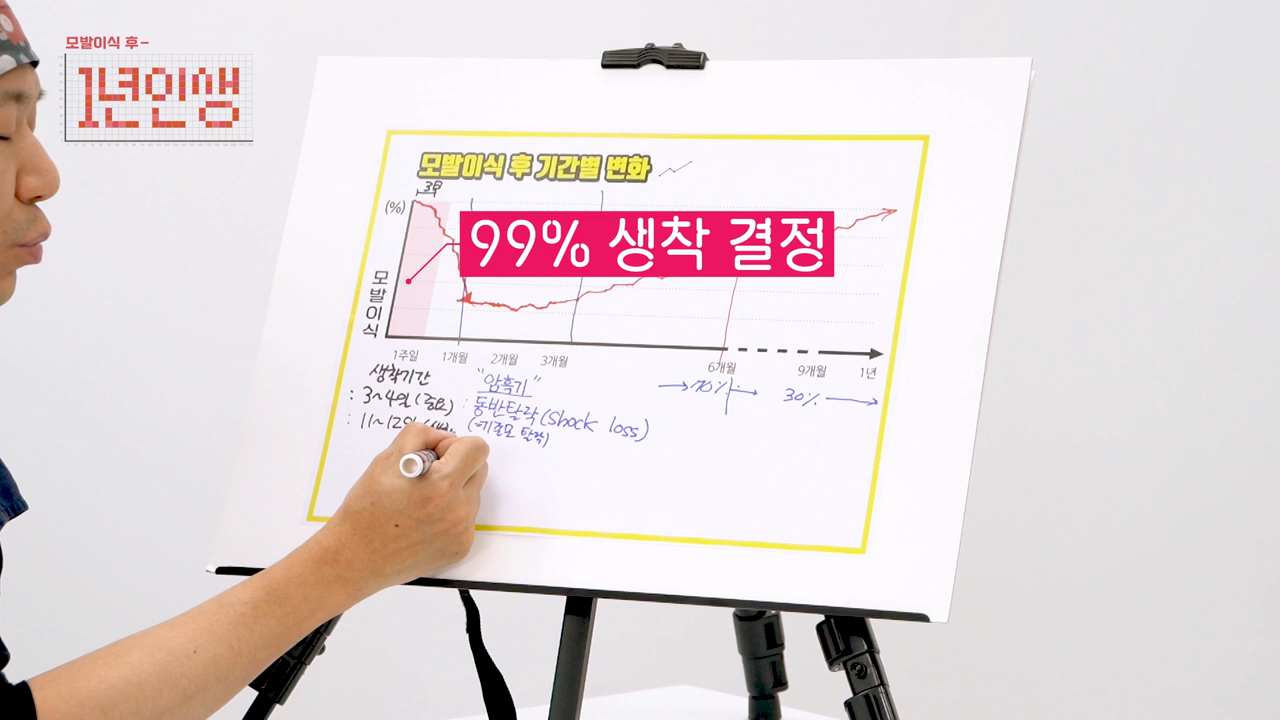 모발이식 후-
1년인생
모발이식 후 기간별 변화
(%)
99% 생착 결정
모발이식
1주일 1개월 2개월 3개월 6개월 9개월 1년
생착기간 "암흑기" 70% 30%
: 3~4일 (중요) : 동반탈락 (Shock loss)
: 11~12일 (기존모 탈락)